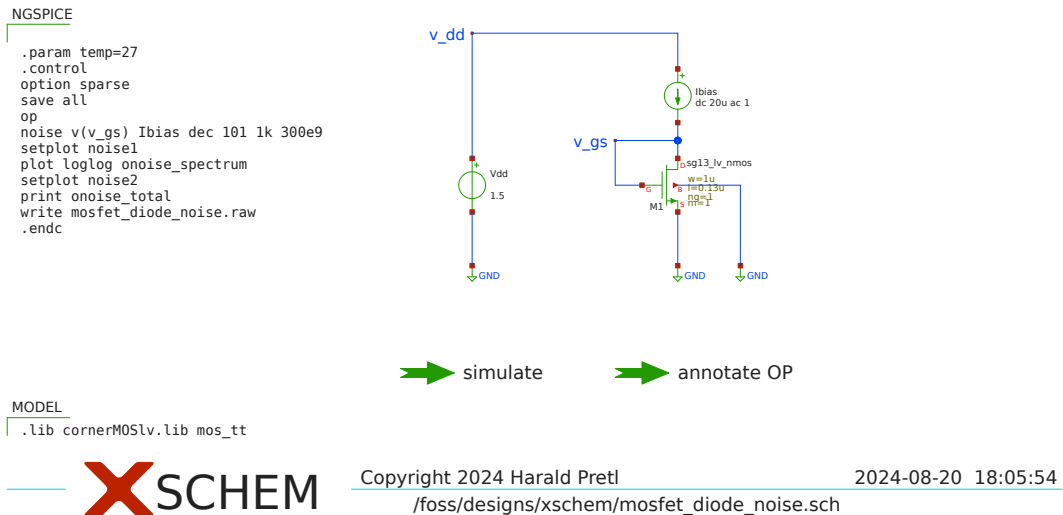 NGSPICE
.param temp=27
.control
option sparse
save all
op
noise v(v_gs) Ibias dec 101 1k 300e9
setplot noise1
plot loglog onoise_spectrum
setplot noise2
print onoise_total
write mosfet_diode_noise.raw
.endc
v_dd
Ibias
dc 20u ac 1
v_gs
Vdd
1.5
D
sg13_lv_nmos
w=1u
l=0.13u
ng=1
m=1
G
B
S
M1
GND
GND
GND
simulate
annotate OP
MODEL
.lib cornerMOSlv.lib mos_tt
XSCHEM
Copyright 2024 Harald Pretl
2024-08-20 18:05:54
/foss/designs/xschem/mosfet_diode_noise.sch